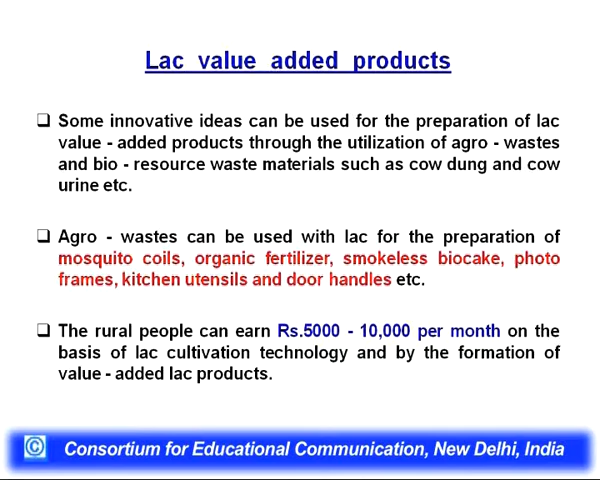 Lac value added products
❑ Some innovative ideas can be used for the preparation of lac
value - added products through the utilization of agro - wastes
and bio - resource waste materials such as cow dung and cow
urine etc.
❑ Agro - wastes can be used with lac for the preparation of
mosquito coils, organic fertilizer, smokeless biocake, photo
frames, kitchen utensils and door handles etc.
❑ The rural people can earn Rs.5000 - 10,000 per month on the
basis of lac cultivation technology and by the formation of
value - added lac products.
© Consortium for Educational Communication, New Delhi, India